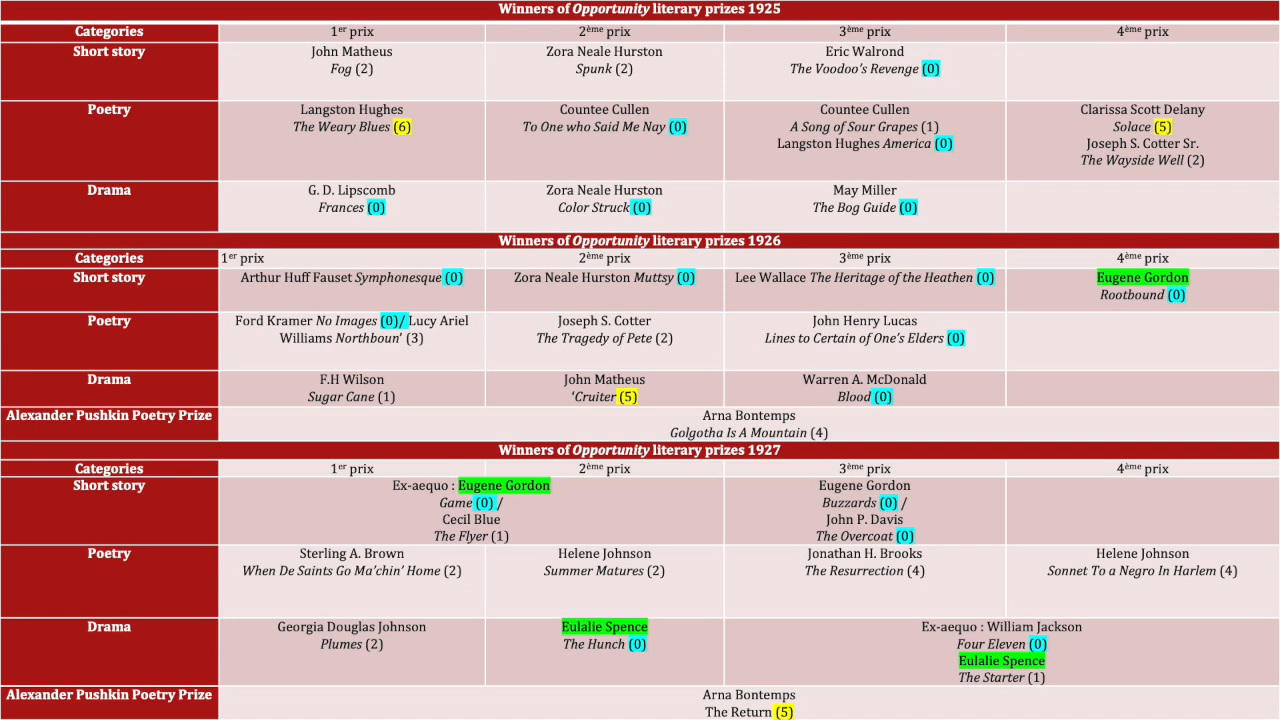 Winners of Opportunity literary prizes 1925
Categories 1er prix 2ème prix 3ème prix 4ème prix
Short story John Matheus Zora Neale Hurston Eric Walrond
Fog (2) Spunk (2) The Voodoo's Revenge (0)
Poetry Langston Hughes Countee Cullen Countee Cullen Clarissa Scott Delany
The Weary Blues (6) To One who Said Me Nay (0) A Song of Sour Grapes (1) Solace (5)
Langston Hughes America (0) Joseph S. Cotter Sr.
The Wayside Well (2)
Drama G. D. Lipscomb Zora Neale Hurston May Miller
Frances (0) Color Struck (0) The Bog Guide (0)
Winners of Opportunity literary prizes 1926
Categories 1er prix 2ème prix 3ème prix 4ème prix
Short story Arthur Huff Fauset Symphonesque (0) Zora Neale Hurston Muttsy (0) Lee Wallace The Heritage of the Heathen (0) Eugene Gordon
Rootbound (0)
Poetry Ford Kramer No Images (0)/ Lucy Ariel Joseph S. Cotter John Henry Lucas
Williams Northboun' (3) The Tragedy of Pete (2) Lines to Certain of One's Elders (0)
Drama F.H Wilson John Matheus Warren A. McDonald
Sugar Cane (1) 'Cruiter (5) Blood (0)
Alexander Pushkin Poetry Prize Arna Bontemps
Golgotha Is A Mountain (4)
Winners of Opportunity literary prizes 1927
Categories 1er prix 2ème prix 3ème prix 4ème prix
Short story Ex-aequo : Eugene Gordon Eugene Gordon
Game (0) / Buzzards (0) /
Cecil Blue John P. Davis
The Flyer (1) The Overcoat (0)
Poetry Sterling A. Brown Helene Johnson Jonathan H. Brooks Helene Johnson
When De Saints Go Ma'chin' Home (2) Summer Matures (2) The Resurrection (4) Sonnet To a Negro In Harlem (4)
Drama Georgia Douglas Johnson Eulalie Spence Ex-aequo : William Jackson
Plumes (2) The Hunch (0) Four Eleven (0)
Eulalie Spence
The Starter (1)
Alexander Pushkin Poetry Prize Arna Bontemps
The Return (5)